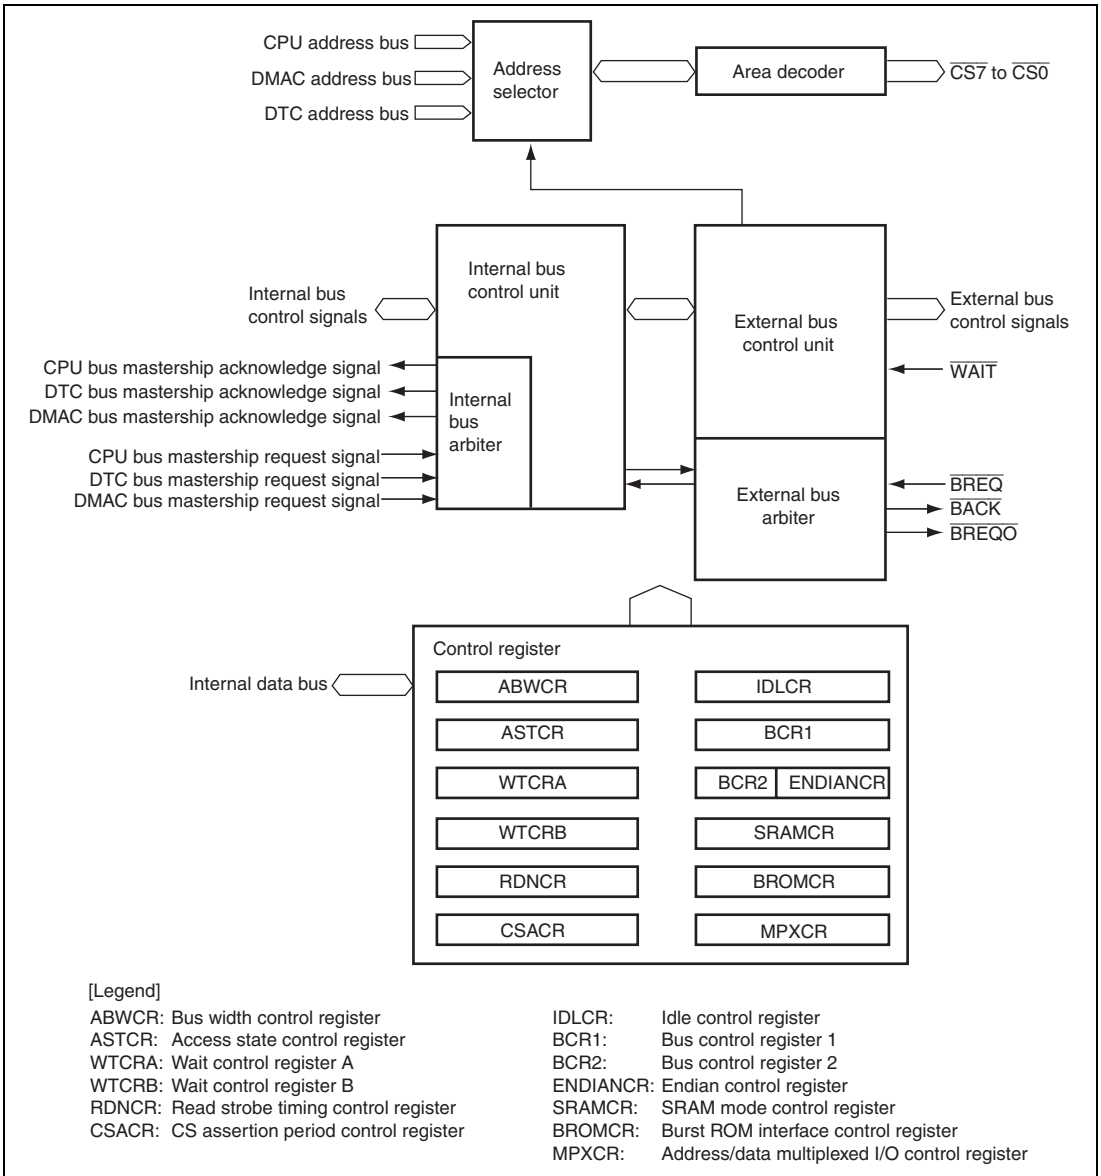 CPU address bus
DMAC address bus
DTC address bus
Address
selector
Area decoder
C̅S̅7̅ to C̅S̅0̅
Internal bus
control signals
Internal bus
control unit
External bus
control unit
External bus
control signals
W̅A̅I̅T̅
CPU bus mastership acknowledge signal
DTC bus mastership acknowledge signal
DMAC bus mastership acknowledge signal
CPU bus mastership request signal
DTC bus mastership request signal
DMAC bus mastership request signal
Internal
bus
arbiter
External bus
arbiter
B̅R̅E̅Q̅
B̅A̅C̅K̅
B̅R̅E̅Q̅O̅
Internal data bus
Control register
ABWCR IDLCR
ASTCR BCR1
WTCRA BCR2 ENDIANCR
WTCRB SRAMCR
RDNCR BROMCR
CSACR MPXCR
[Legend]
ABWCR: Bus width control register
ASTCR: Access state control register
WTCRA: Wait control register A
WTCRB: Wait control register B
RDNCR: Read strobe timing control register
CSACR: CS assertion period control register
IDLCR: Idle control register
BCR1: Bus control register 1
BCR2: Bus control register 2
ENDIANCR: Endian control register
SRAMCR: SRAM mode control register
BROMCR: Burst ROM interface control register
MPXCR: Address/data multiplexed I/O control register